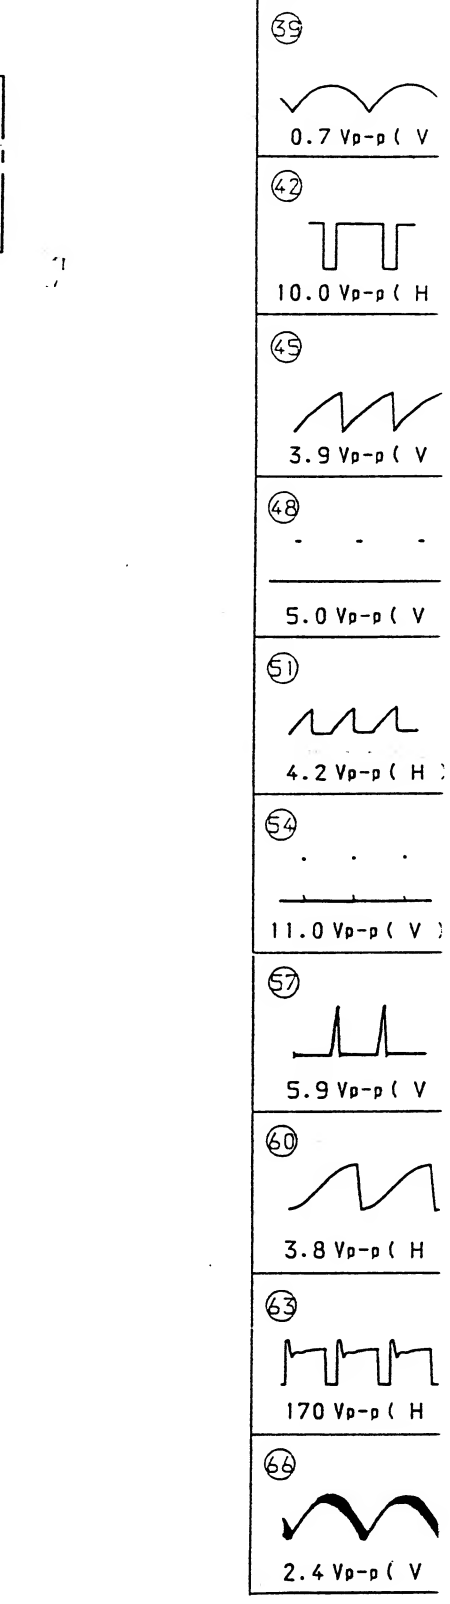 39
0.7 Vp-p ( V
42
10.0 Vp-p ( H
45
3.9 Vp-p ( V
48
5.0 Vp-p ( V
51
4.2 Vp-p ( H )
54
11.0 Vp-p ( V )
57
5.9 Vp-p ( V
60
3.8 Vp-p ( H
63
170 Vp-p ( H
66
2.4 Vp-p ( V